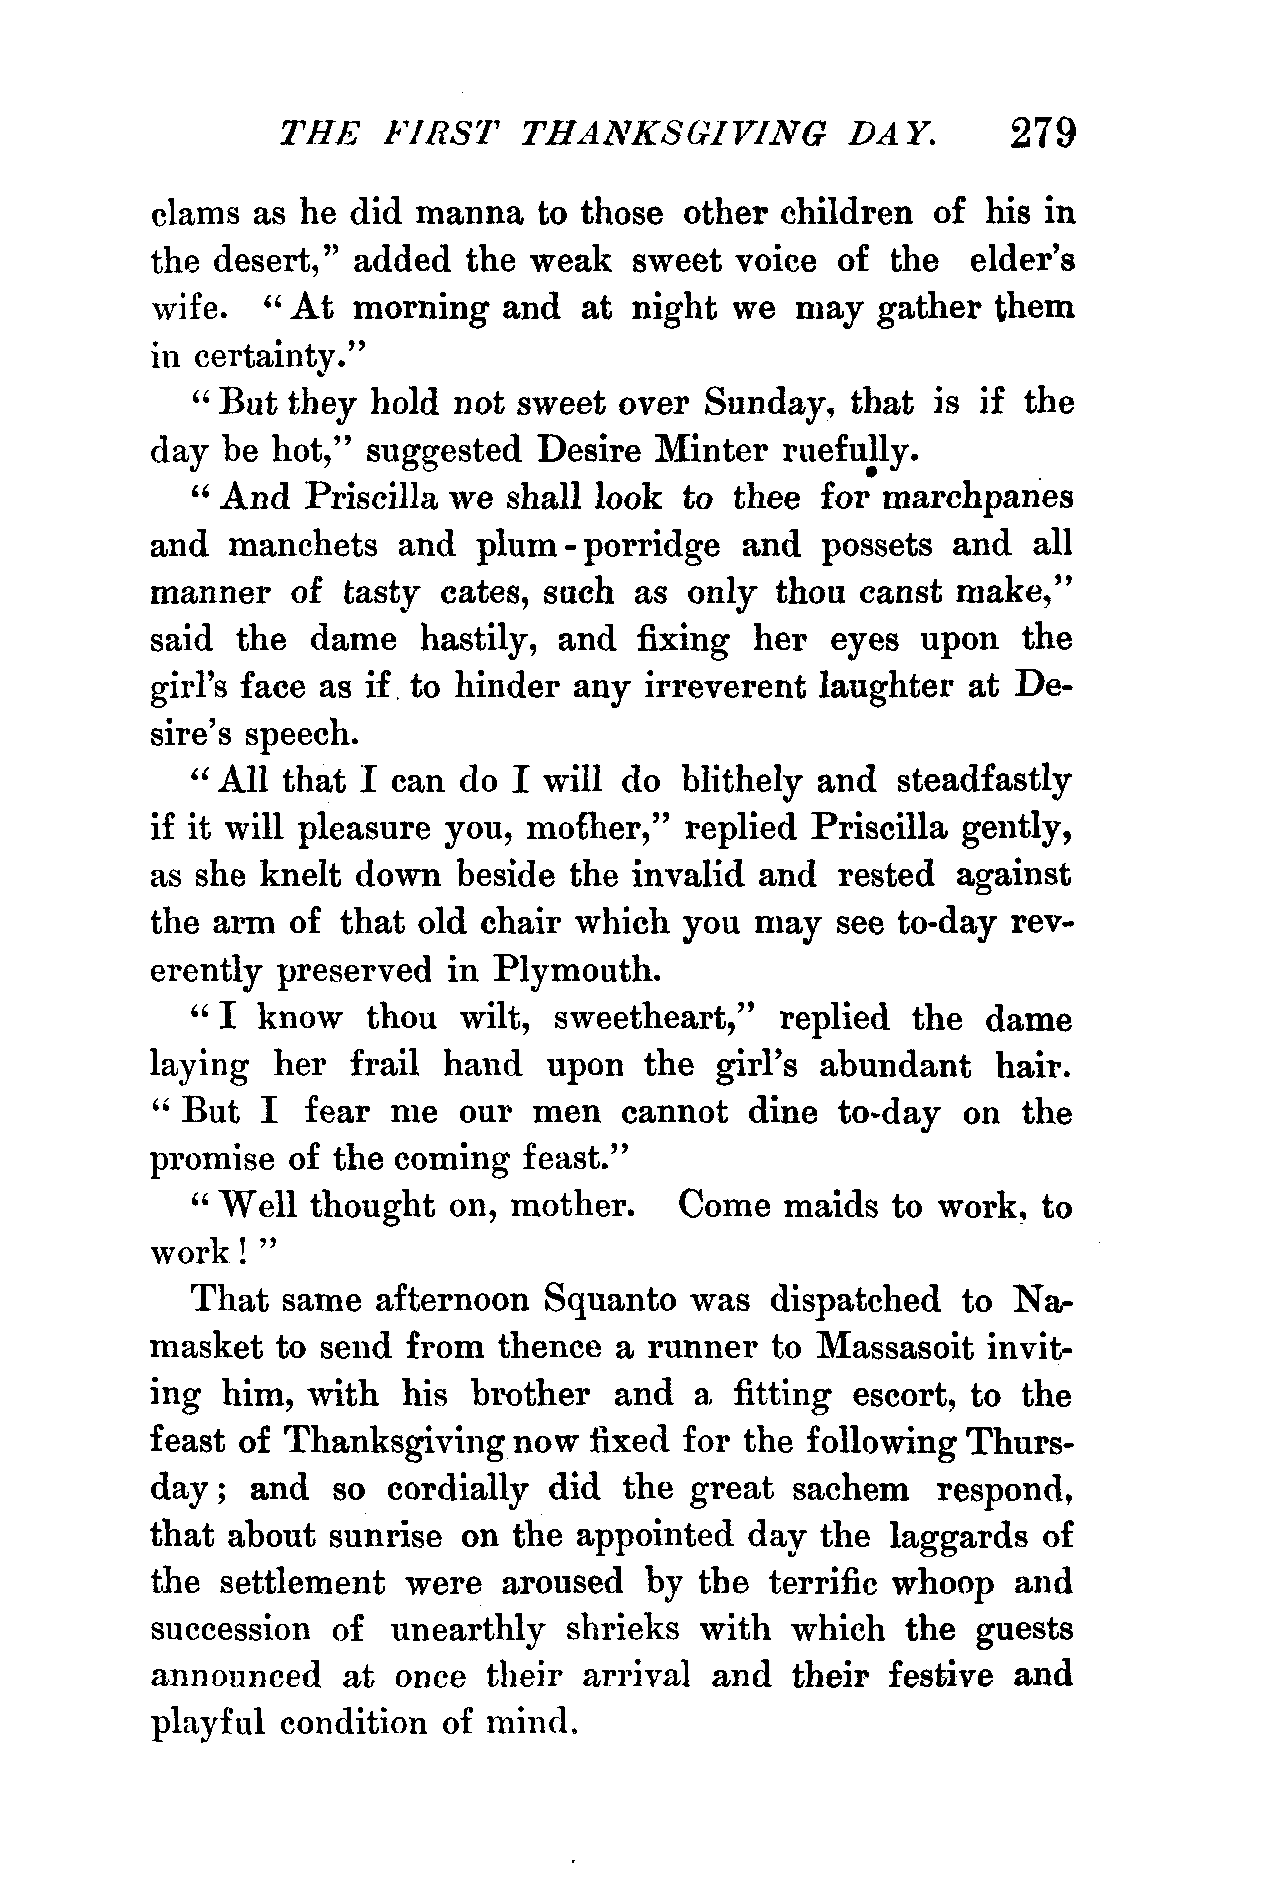 THE FIRST THANKSGIVING DAY. 279
clams as he did manna to those other children of his in
the desert," added the weak sweet voice of the elder's
wife. "At morning and at night we may gather them
in certainty."
"But they hold not sweet over Sunday, that is if the
day be hot," suggested Desire Minter ruefully.
"And Priscilla we shall look to thee for marchpanes
and manchets and plum-porridge and possets and all
manner of tasty cates, such as only thou canst make,"
said the dame hastily, and fixing her eyes upon the
girl's face as if to hinder any irreverent laughter at De-
sire's speech.
"All that I can do I will do blithely and steadfastly
if it will pleasure you, mother," replied Priscilla gently,
as she knelt down beside the invalid and rested against
the arm of that old chair which you may see to-day rev-
erently preserved in Plymouth.
"I know thou wilt, sweetheart," replied the dame
laying her frail hand upon the girl's abundant hair.
"But I fear me our men cannot dine to-day on the
promise of the coming feast."
"Well thought on, mother. Come maids to work, to
work!"
That same afternoon Squanto was dispatched to Na-
masket to send from thence a runner to Massasoit invit-
ing him, with his brother and a fitting escort, to the
feast of Thanksgiving now fixed for the following Thurs-
day; and so cordially did the great sachem respond,
that about sunrise on the appointed day the laggards of
the settlement were aroused by the terrific whoop and
succession of unearthly shrieks with which the guests
announced at once their arrival and their festive and
playful condition of mind.